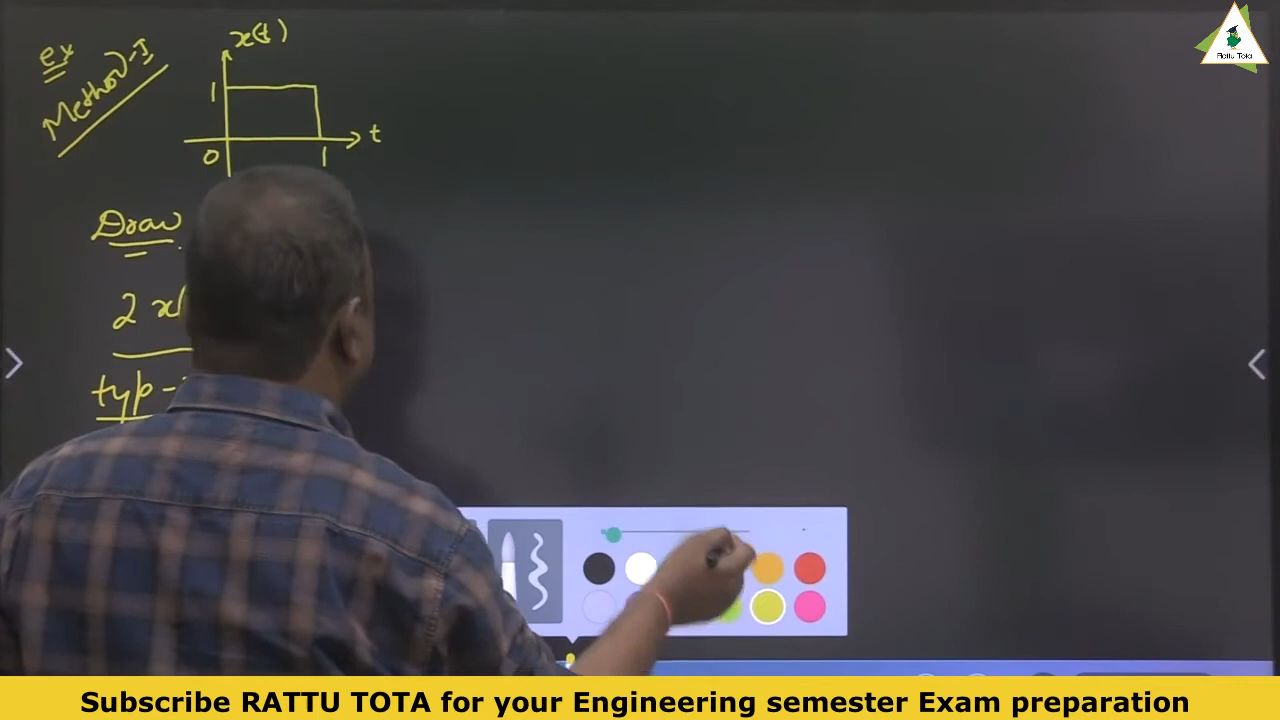 ex
Method-I
x(t)
1
t
0
1
Draw
2 x(
typ-
Rattu Tota
Subscribe RATTU TOTA for your Engineering semester Exam preparation